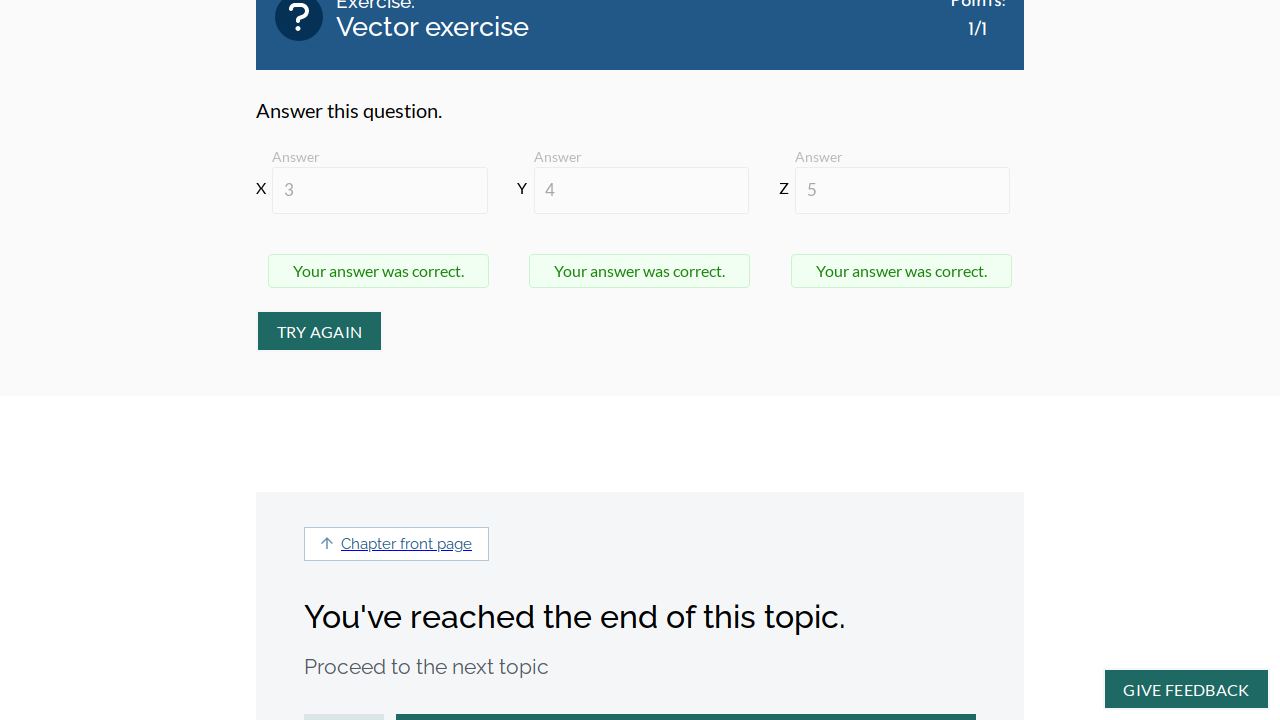 Exercise:
Vector exercise
Points:
1/1
Answer this question.
Answer Answer Answer
X 3 Y 4 Z 5
Your answer was correct. Your answer was correct. Your answer was correct.
TRY AGAIN
Chapter front page
You've reached the end of this topic.
Proceed to the next topic
GIVE FEEDBACK